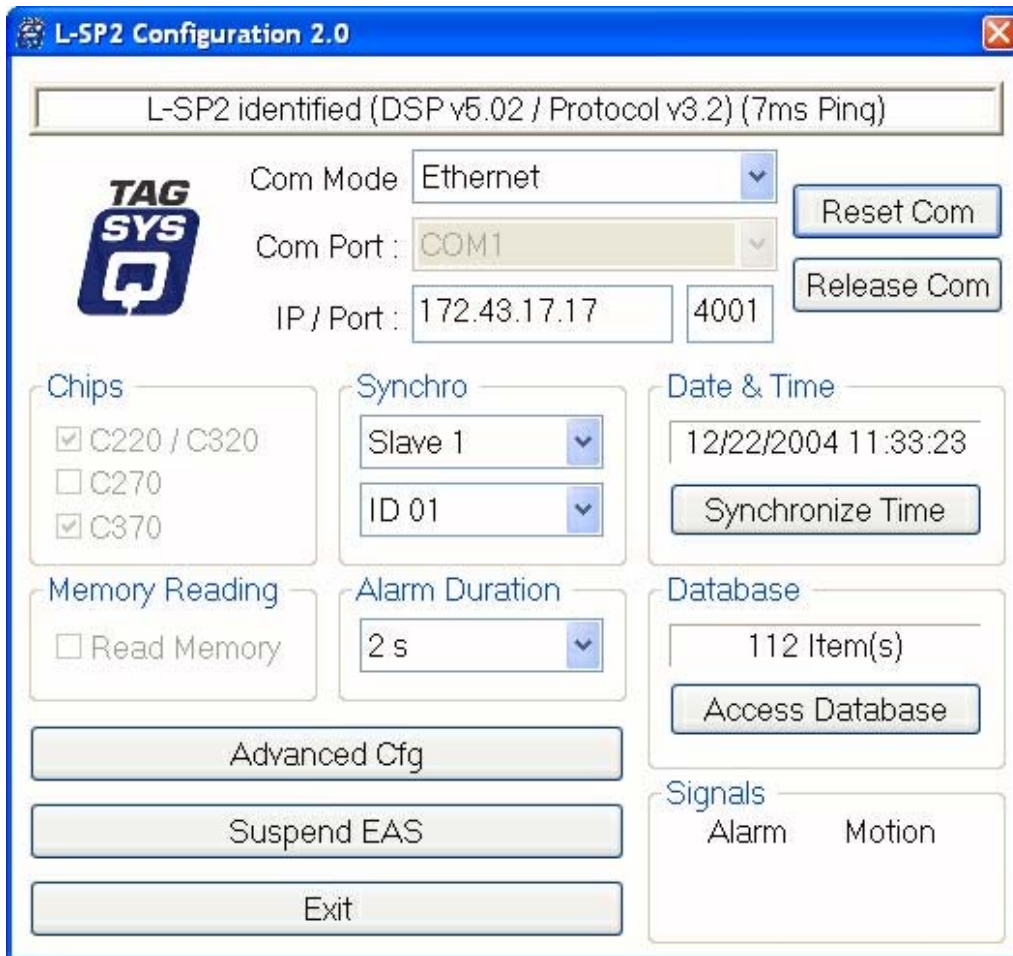 L-SP2 Configuration 2.0
L-SP2 identified (DSP v5.02 / Protocol v3.2) (7ms Ping)
TAG
SYS
Com Mode Ethernet
Reset Com
Com Port : COM1
Release Com
IP / Port : 172.43.17.17 4001
Chips
C220 / C320
C270
C370
Synchro
Slave 1
ID 01
Date & Time
12/22/2004 11:33:23
Synchronize Time
Memory Reading
Read Memory
Alarm Duration
2 s
Database
112 Item(s)
Access Database
Advanced Cfg
Suspend EAS
Exit
Signals
Alarm Motion